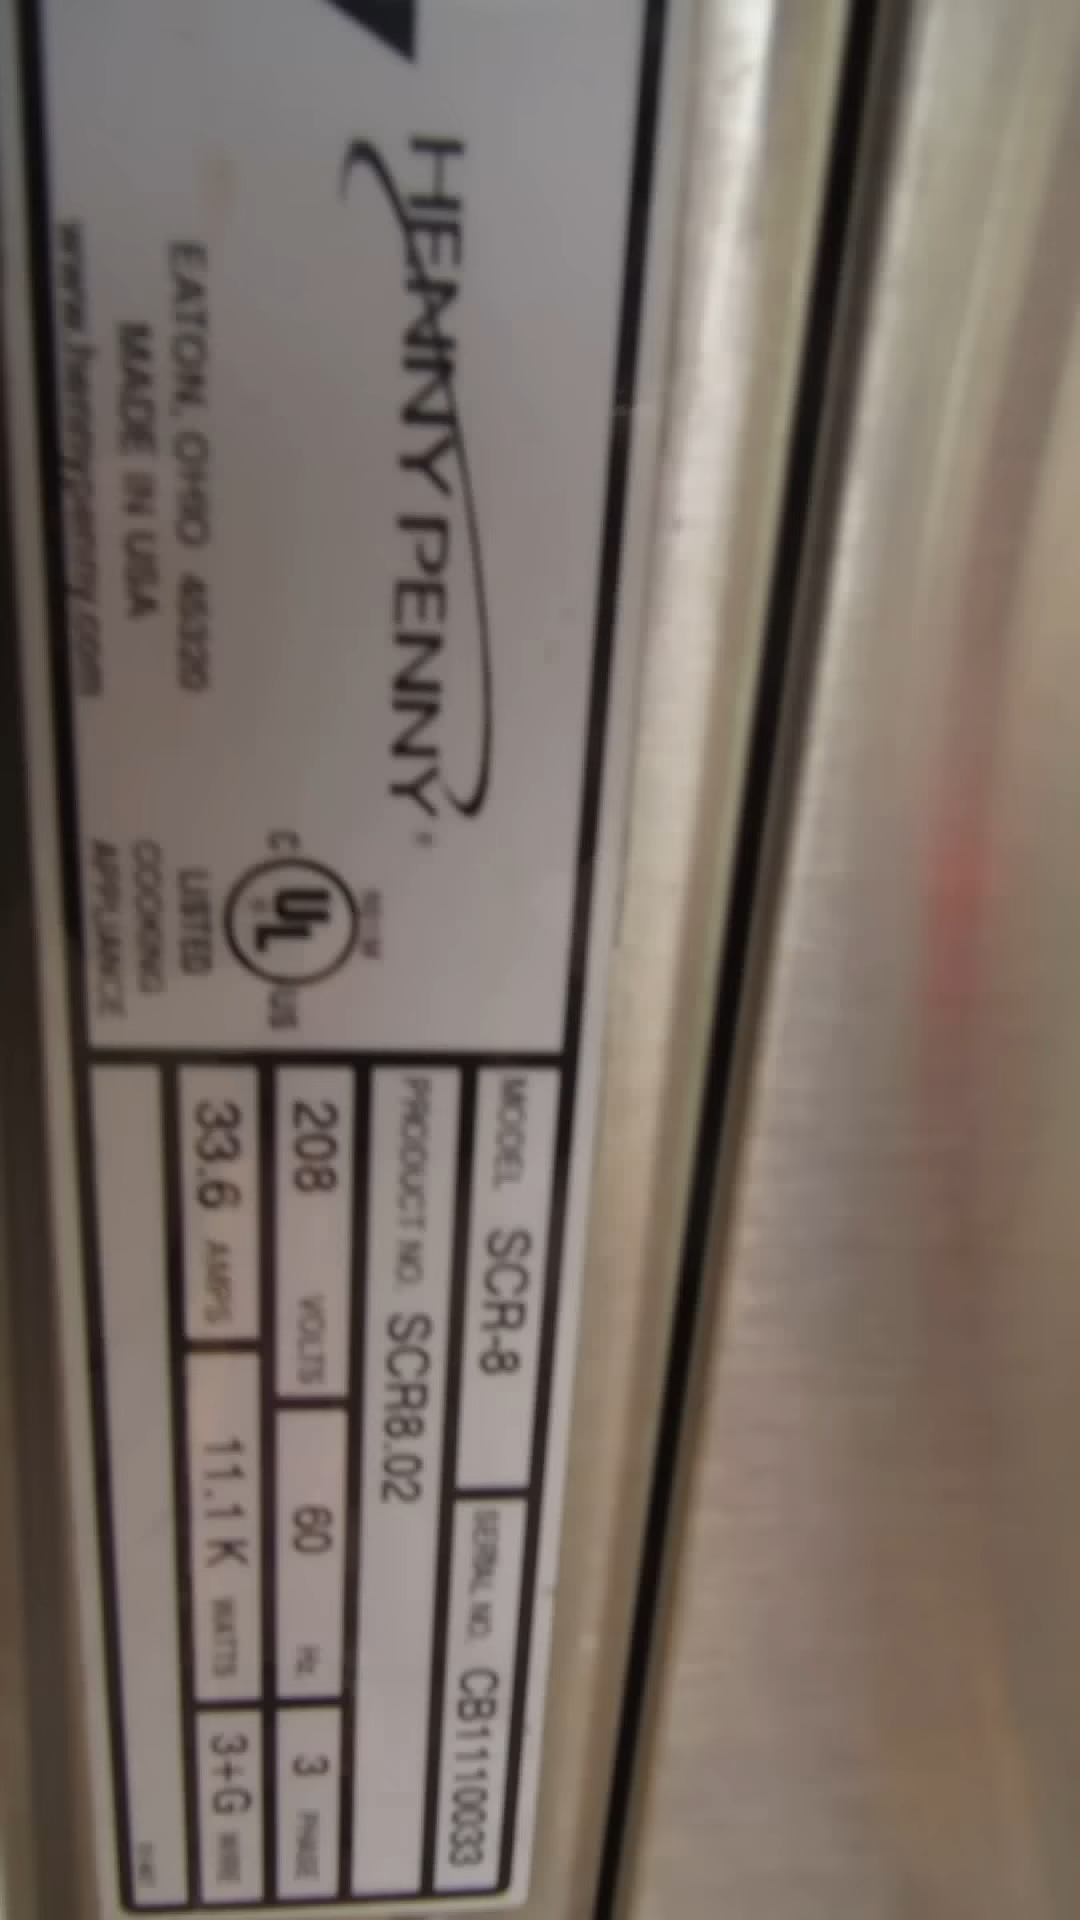 HENNY PENNY®
EATON, OHIO 45320
MADE IN USA
www.hennypenny.com
C UL US
LISTED
COOKING
APPLIANCE
MODEL SCR-8
SERIAL NO. CB1110033
PRODUCT NO. SCR8.02
208 VOLTS
60 Hz
3 PHASE
33.6 AMPS
11.1 K WATTS
3+G WIRE